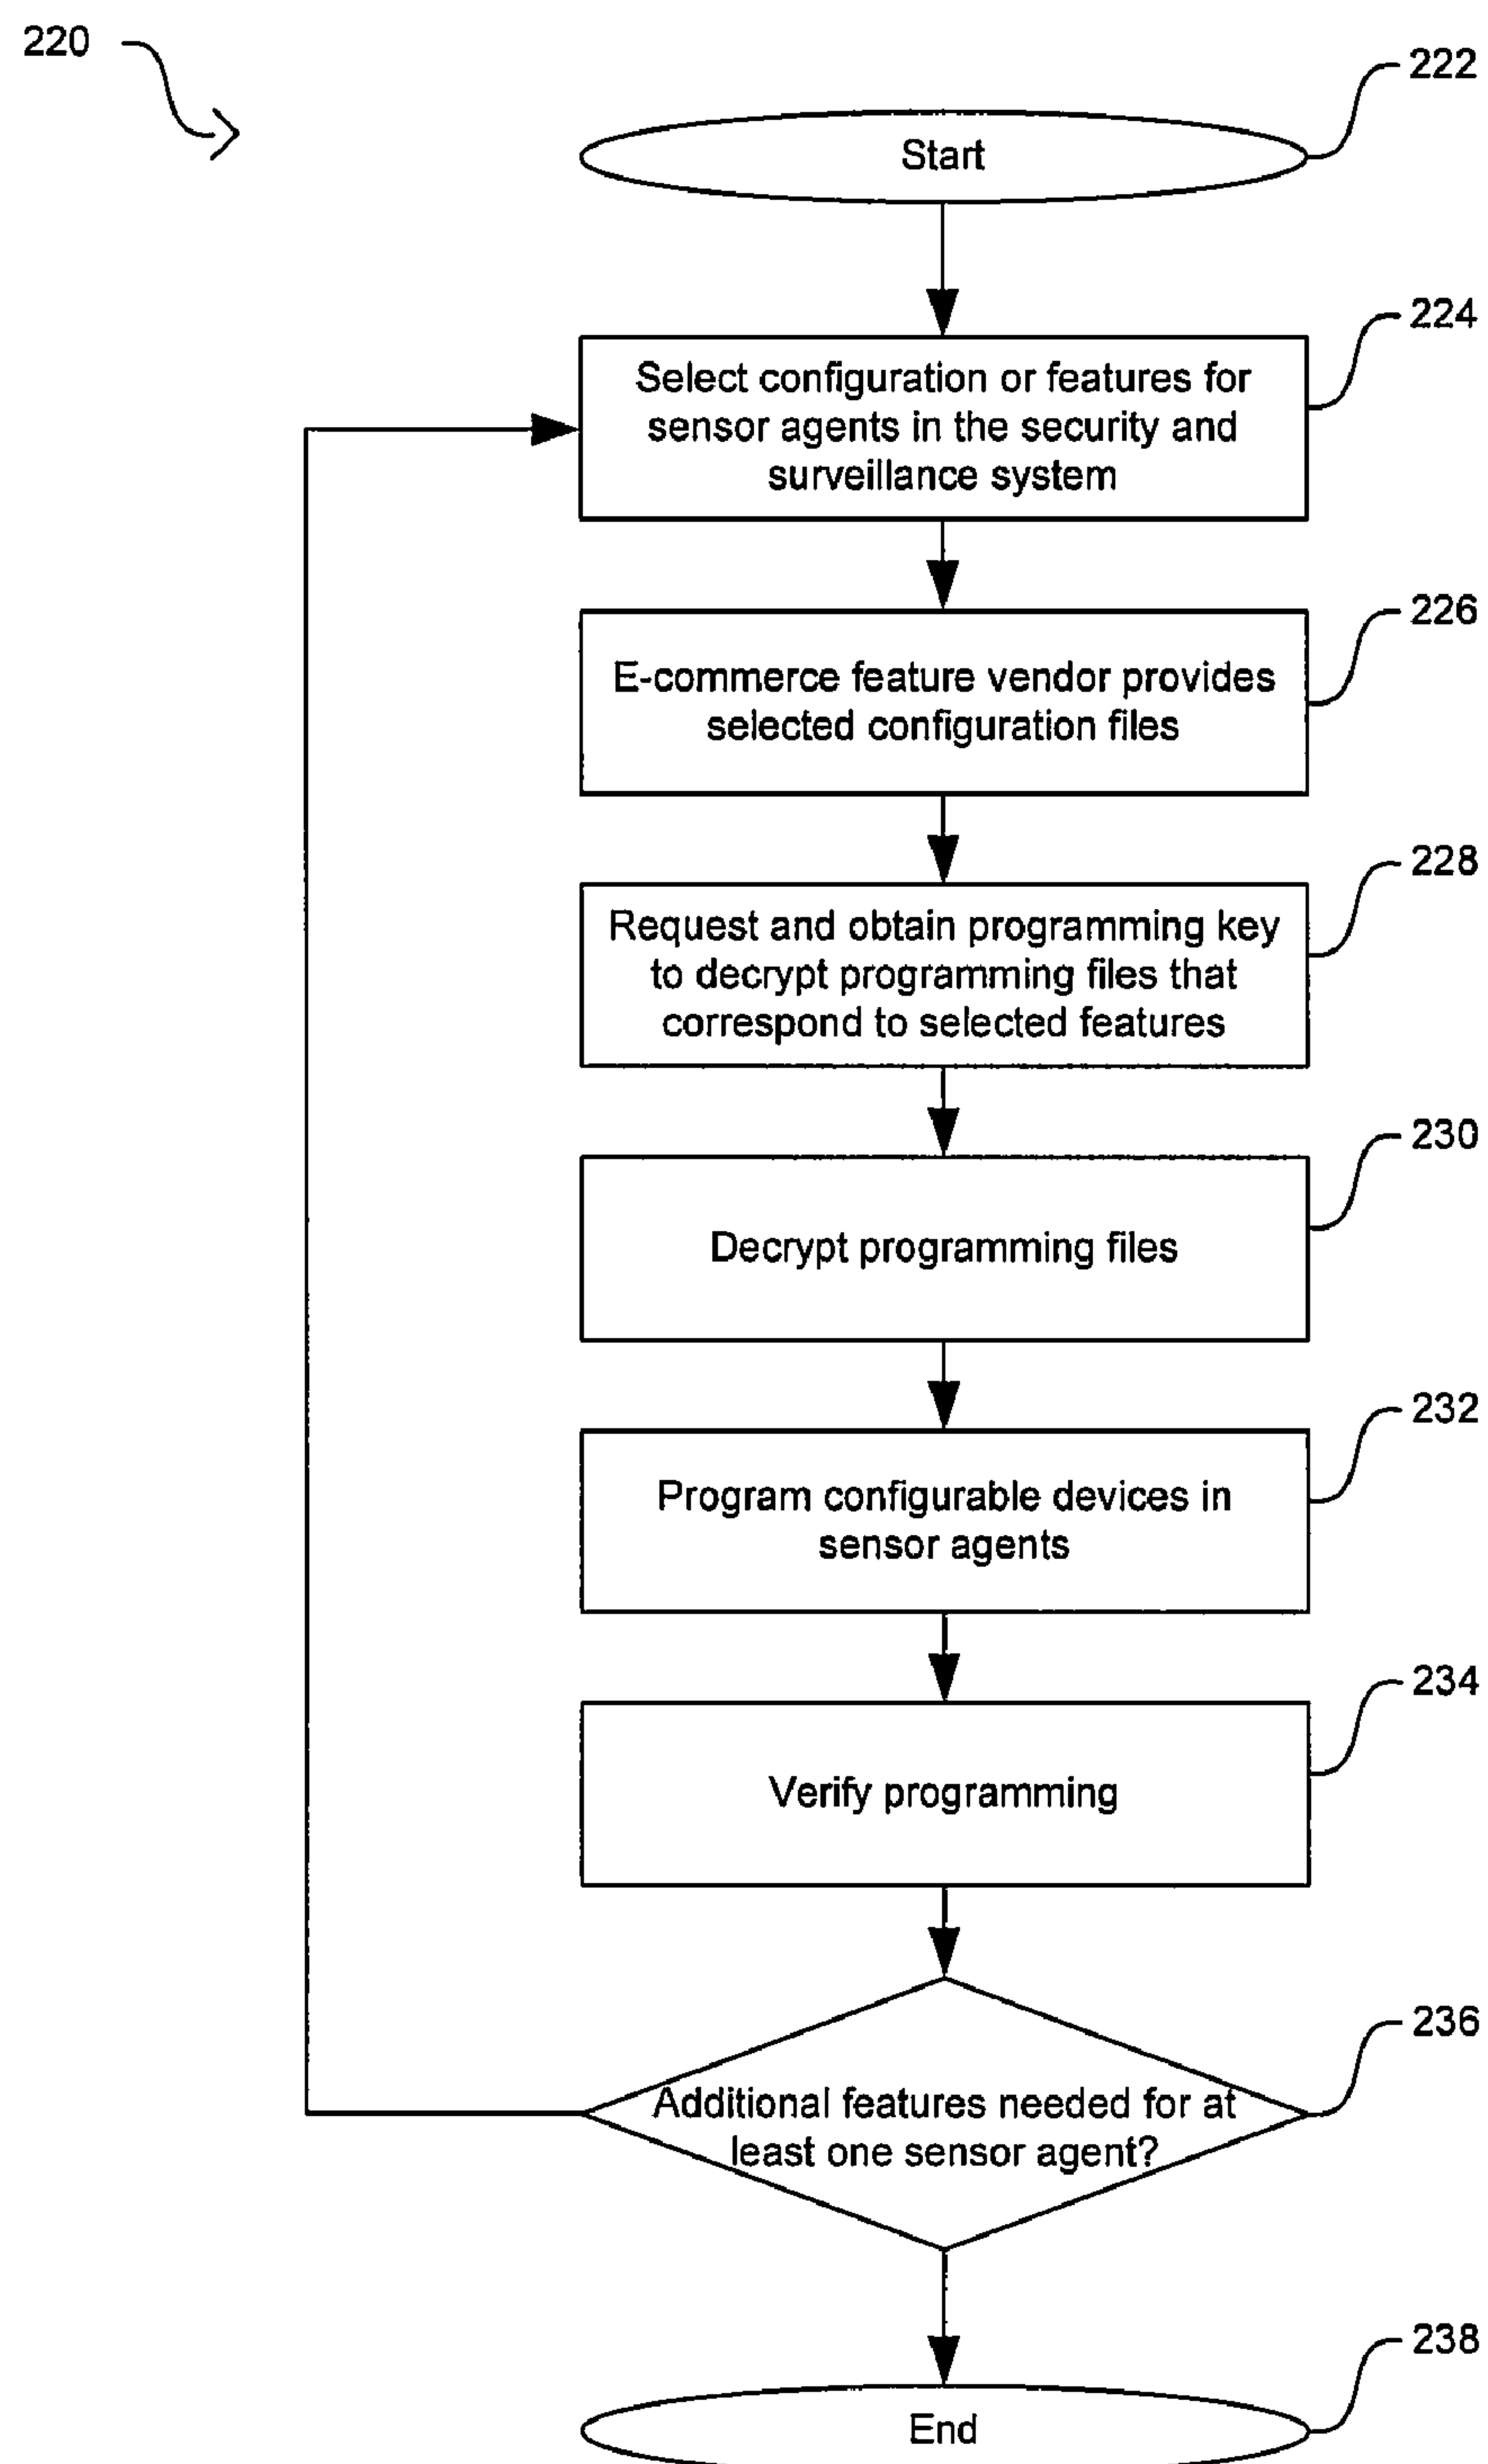 220
222
Start
224
Select configuration or features for
sensor agents in the security and
surveillance system
226
E-commerce feature vendor provides
selected configuration files
228
Request and obtain programming key
to decrypt programming files that
correspond to selected features
230
Decrypt programming files
232
Program configurable devices in
sensor agents
234
Verify programming
236
Additional features needed for at
least one sensor agent?
238
End